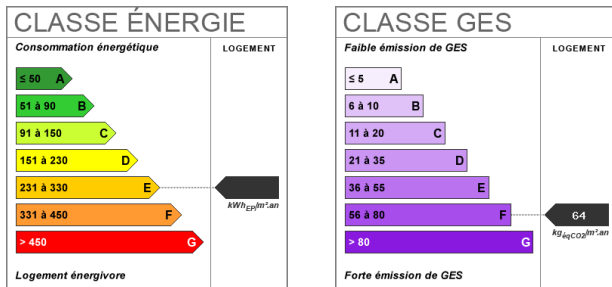 CLASSE ÉNERGIE
Consommation énergétique
LOGEMENT
≤ 50 A
51 à 90 B
91 à 150 C
151 à 230 D
231 à 330 E
kWhEP/m².an
331 à 450 F
> 450 G
Logement énergivore
CLASSE GES
Faible émission de GES
LOGEMENT
≤ 5 A
6 à 10 B
11 à 20 C
21 à 35 D
36 à 55 E
56 à 80 F
64
kgéqCO2/m².an
> 80 G
Forte émission de GES